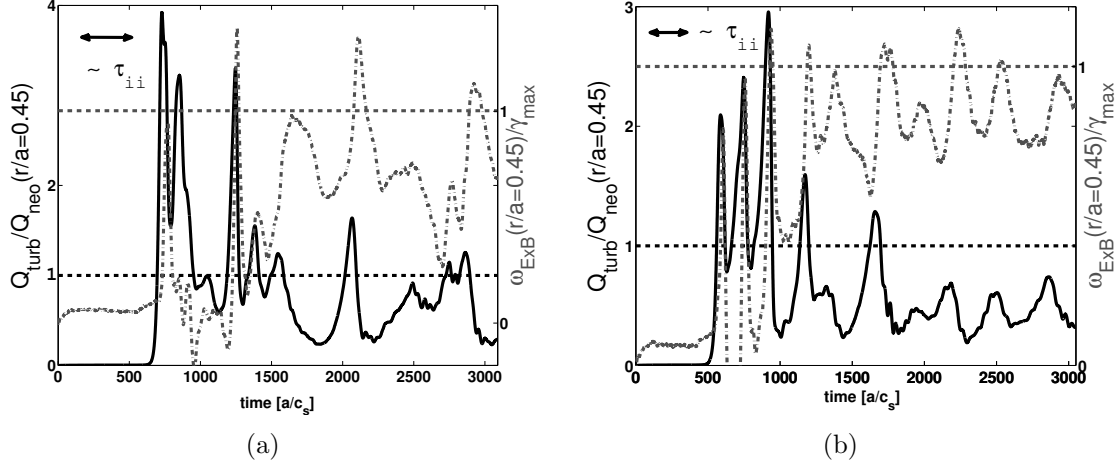 4
3
2
1
0
Q_turb/Q_neo(r/a=0.45)
~ τ_ii
1
0
ω_ExB(r/a=0.45)/γ_max
0 500 1000 1500 2000 2500 3000
time [a/c_s]
(a)
3
2
1
0
Q_turb/Q_neo(r/a=0.45)
~ τ_ii
1
0
ω_ExB(r/a=0.45)/γ_max
0 500 1000 1500 2000 2500 3000
time [a/c_s]
(b)